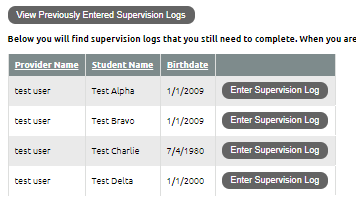 View Previously Entered Supervision Logs
Below you will find supervision logs that you still need to complete. When you are
Provider Name Student Name Birthdate
test user Test Alpha 1/1/2009 Enter Supervision Log
test user Test Bravo 1/1/2009 Enter Supervision Log
test user Test Charlie 7/4/1980 Enter Supervision Log
test user Test Delta 1/1/2000 Enter Supervision Log